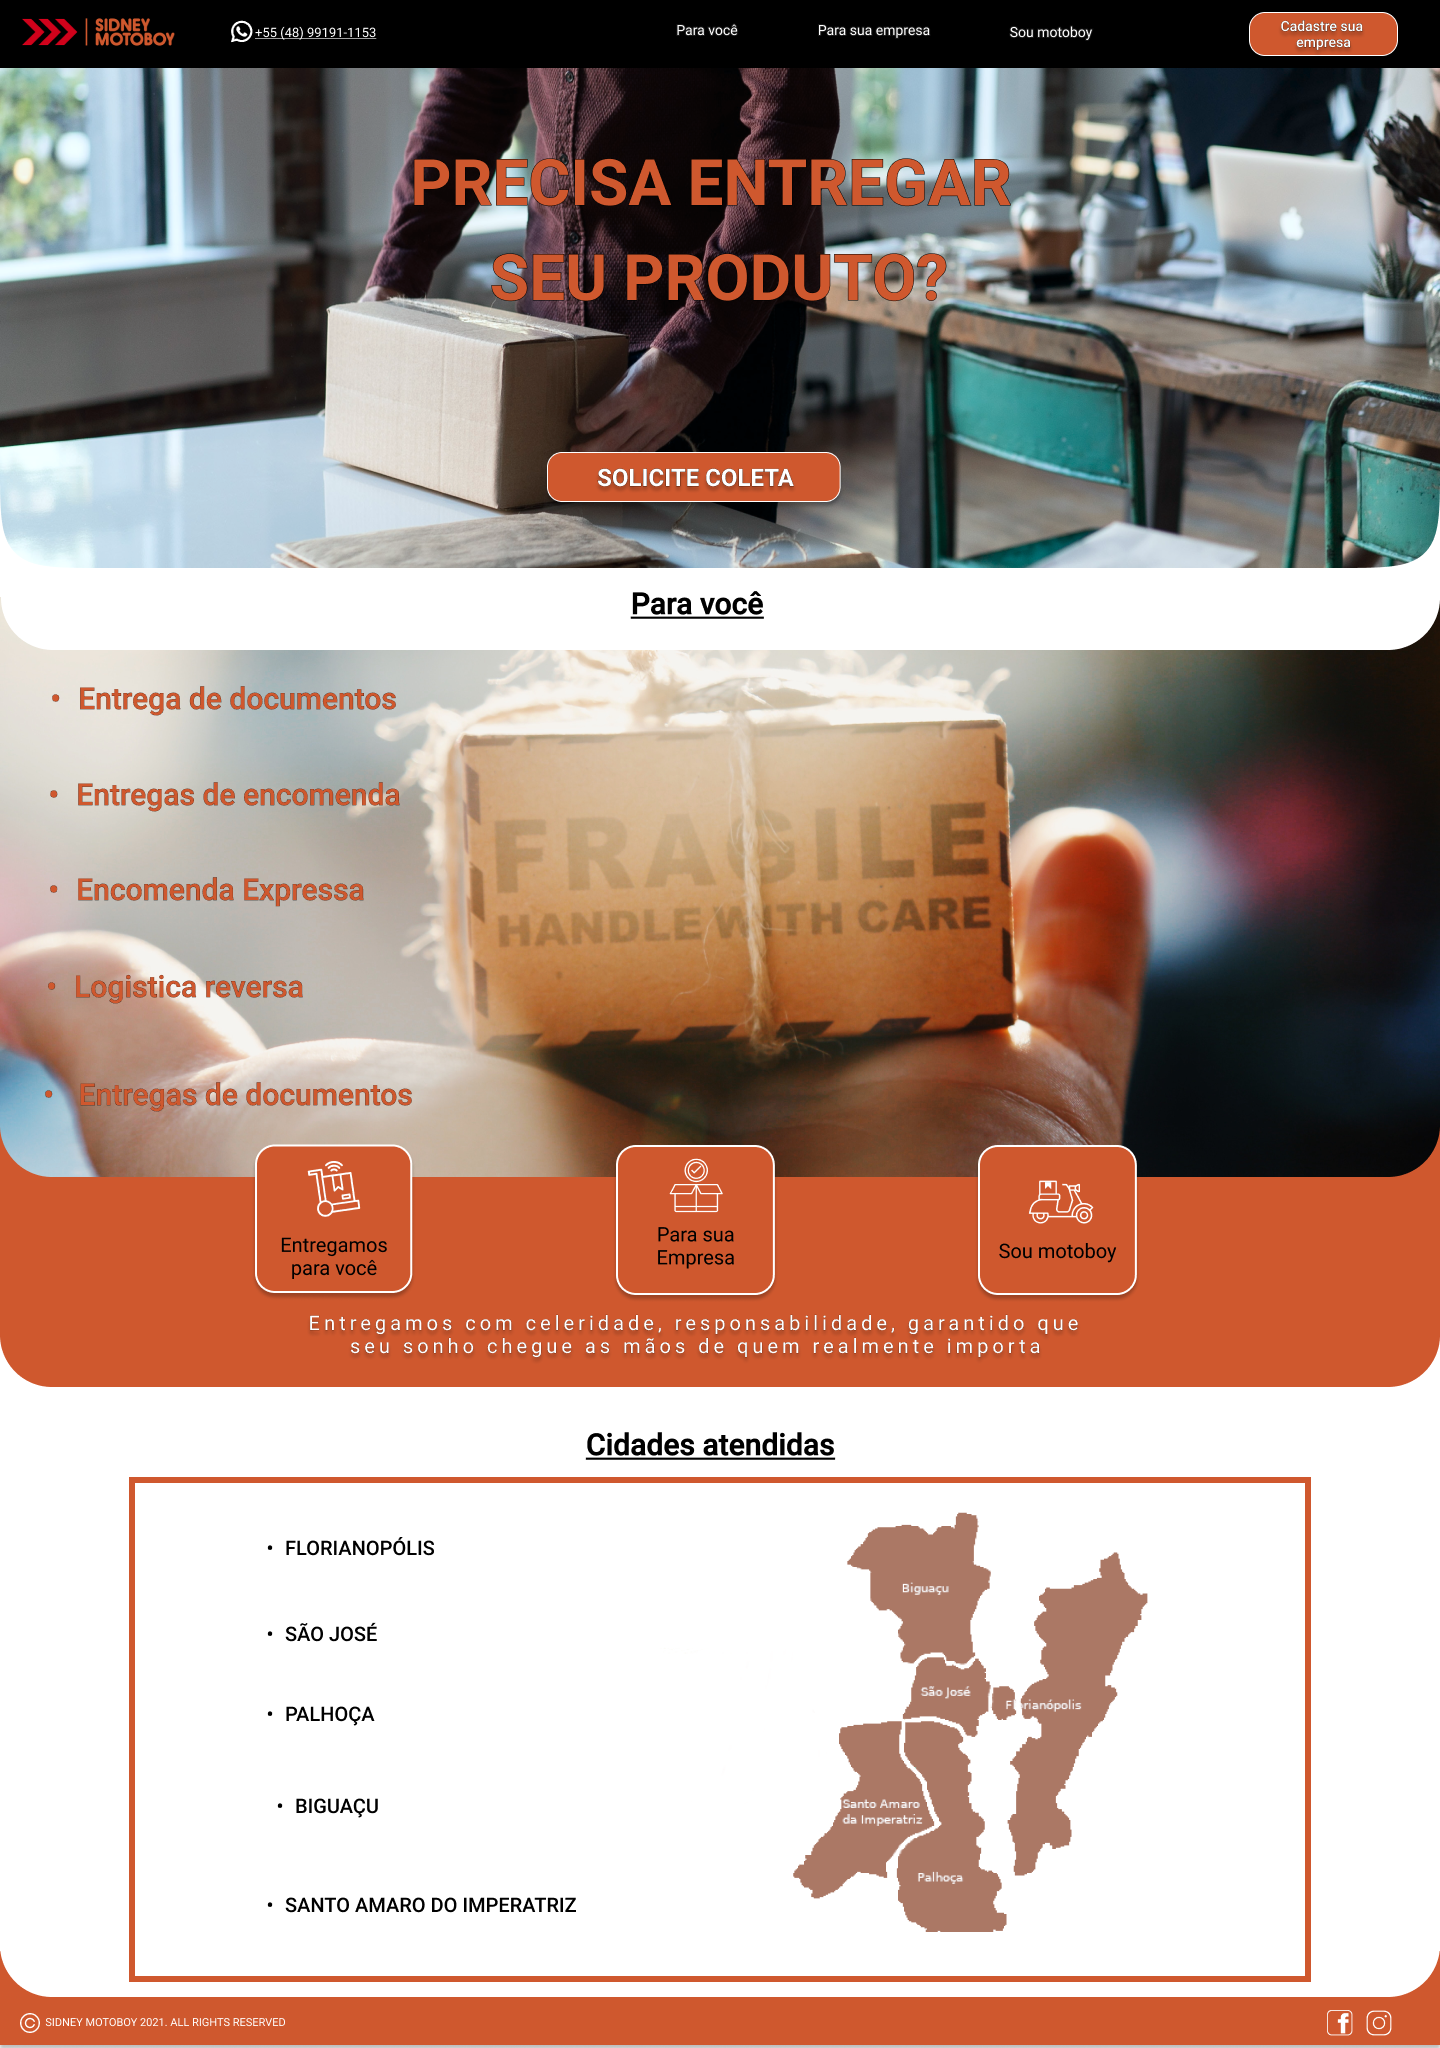 SIDNEY
MOTOBOY
+55 (48) 99191-1153
Para você
Para sua empresa
Sou motoboy
Cadastre sua
empresa
PRECISA ENTREGAR
SEU PRODUTO?
SOLICITE COLETA
Para você
• Entrega de documentos
• Entregas de encomenda
• Encomenda Expressa
• Logistica reversa
• Entregas de documentos
FRAGILE
HANDLE WITH CARE
Entregamos
para você
Para sua
Empresa
Sou motoboy
Entregamos com celeridade, responsabilidade, garantido que
seu sonho chegue as mãos de quem realmente importa
Cidades atendidas
• FLORIANOPÓLIS
• SÃO JOSÉ
• PALHOÇA
• BIGUAÇU
• SANTO AMARO DO IMPERATRIZ
Biguaçu
São José
Florianópolis
Santo Amaro
da Imperatriz
Palhoça
© SIDNEY MOTOBOY 2021. ALL RIGHTS RESERVED